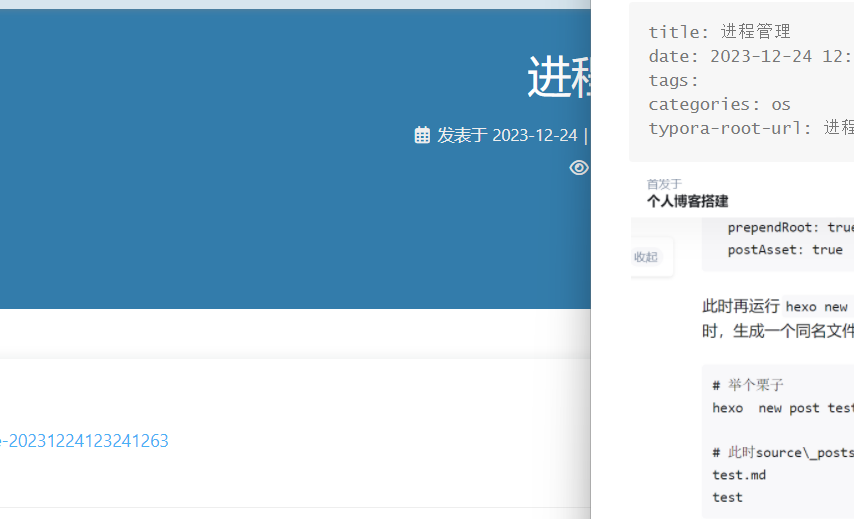 进程
发表于 2023-12-24 |
-20231224123241263
title: 进程管理
date: 2023-12-24 12:
tags:
categories: os
typora-root-url: 进程
首发于
个人博客搭建
prependRoot: true
postAsset: true
收起
此时再运行 hexo new
时，生成一个同名文件
# 举个栗子
hexo  new post test
# 此时source\_posts
test.md
test